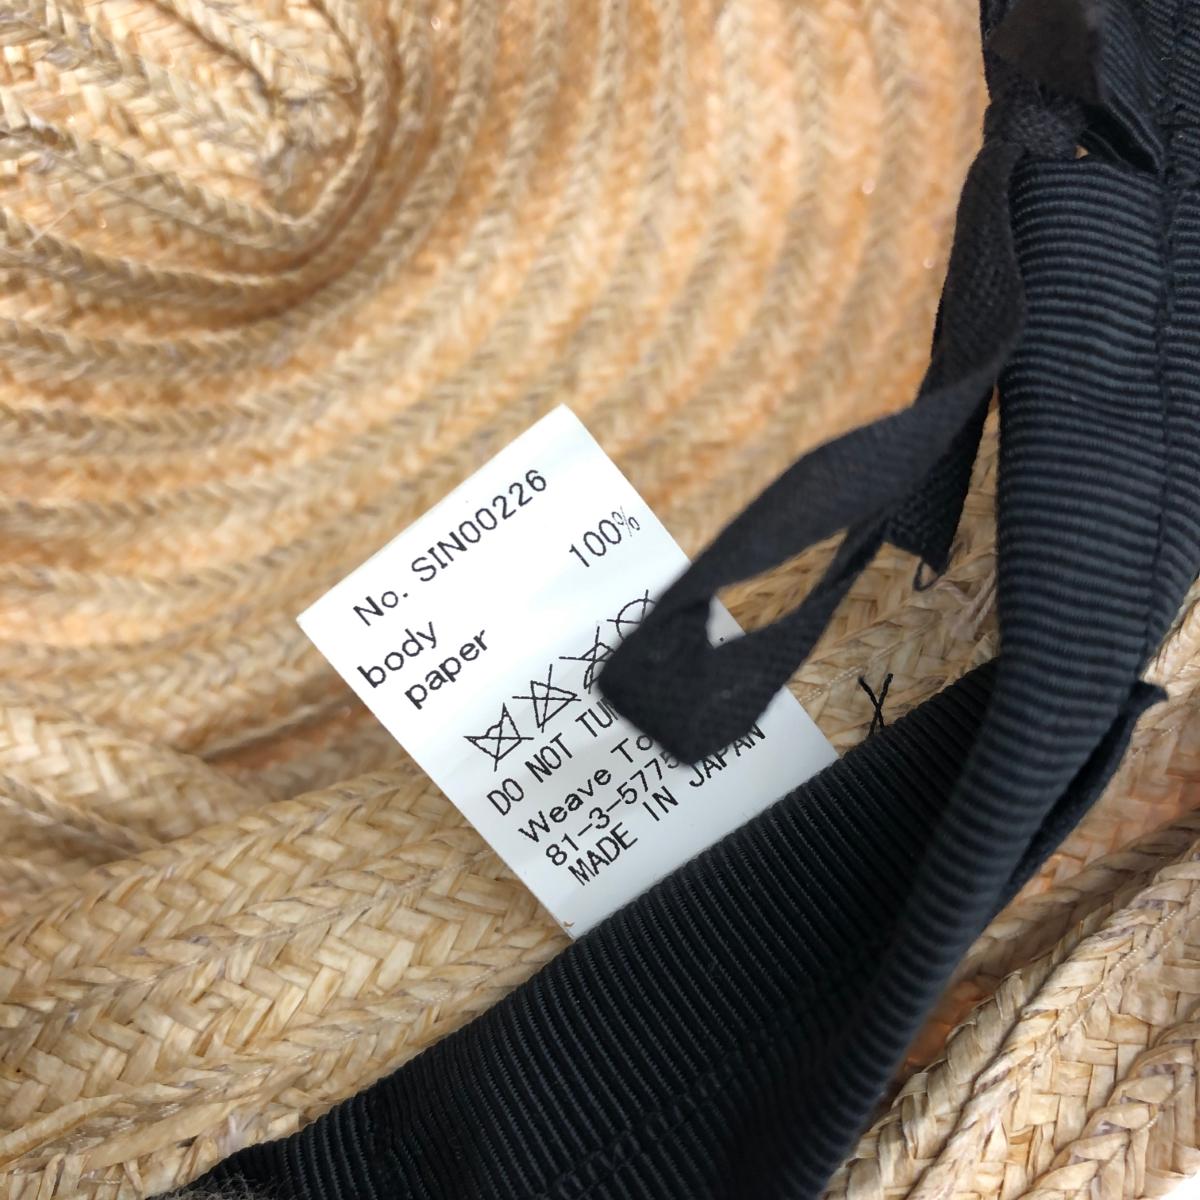 No. SIN00226
100%
body
paper
DO NOT
Weave
81-3-577
MADE IN JAPAN